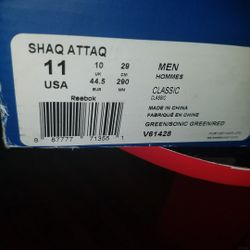 SHAQ ATTAQ
11 10 29 MEN
UK CM HOMMES
USA 44.5 290 CLASSIC
EUR MM CLASSIC
Reebok MADE IN CHINA
FABRIQUÉ EN CHINE
GREEN/SONIC GREEN/RED
V61428